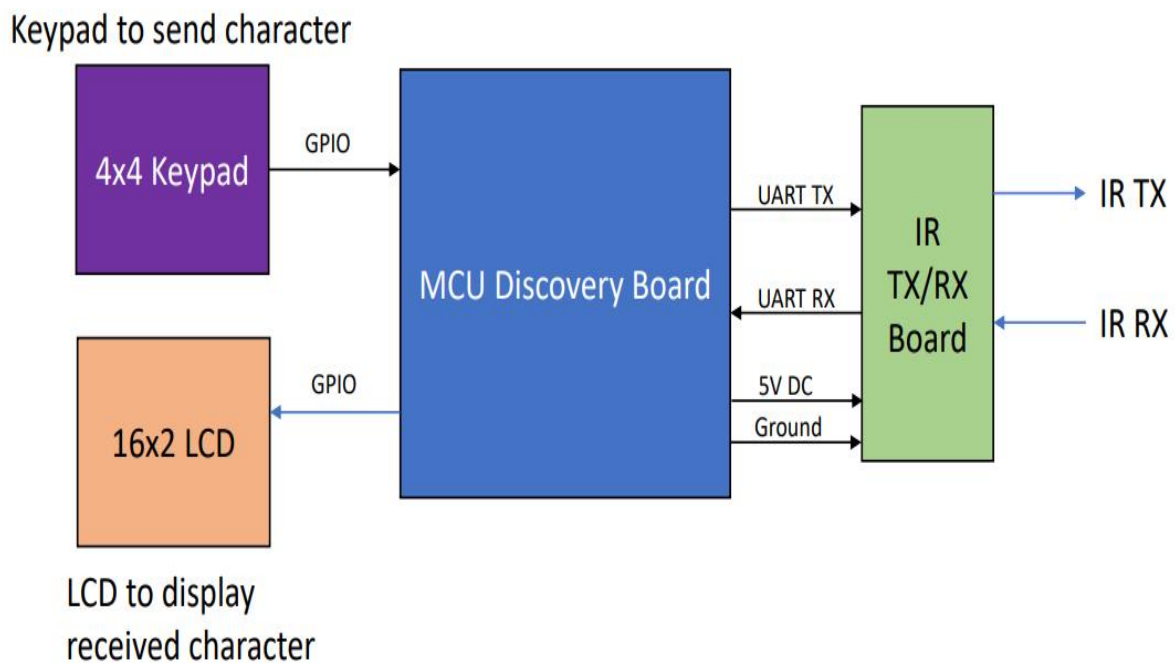 Keypad to send character
4x4 Keypad
GPIO
MCU Discovery Board
UART TX
UART RX
5V DC
Ground
IR
TX/RX
Board
IR TX
IR RX
GPIO
16x2 LCD
LCD to display
received character